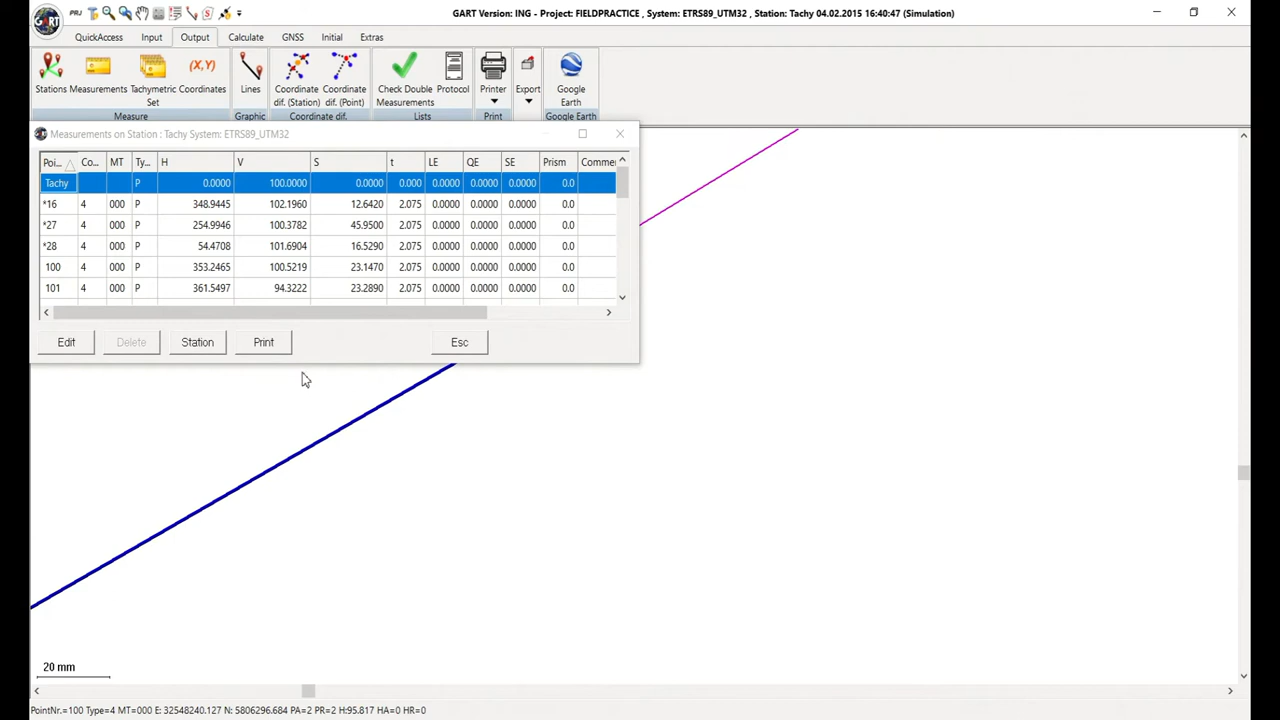 GART Version: ING - Project: FIELDPRACTICE , System: ETRS89_UTM32 , Station: Tachy 04.02.2015 16:40:47 (Simulation)
GART PRJ
QuickAccess Input Output Calculate GNSS Initial Extras
(X,Y)
Stations Measurements Tachymetric Set Coordinates Lines Coordinate dif. (Station) Coordinate dif. (Point) Check Double Measurements Protocol Printer Export Google Earth
Measure Graphic Coordinate dif. Lists Print Google Earth
Measurements on Station : Tachy System: ETRS89_UTM32
Poi... Co... MT Ty... H V S t LE QE SE Prism Commen
Tachy P 0.0000 100.0000 0.0000 0.000 0.0000 0.0000 0.0000 0.0
*16 4 000 P 348.9445 102.1960 12.6420 2.075 0.0000 0.0000 0.0000 0.0
*27 4 000 P 254.9946 100.3782 45.9500 2.075 0.0000 0.0000 0.0000 0.0
*28 4 000 P 54.4708 101.6904 16.5290 2.075 0.0000 0.0000 0.0000 0.0
100 4 000 P 353.2465 100.5219 23.1470 2.075 0.0000 0.0000 0.0000 0.0
101 4 000 P 361.5497 94.3222 23.2890 2.075 0.0000 0.0000 0.0000 0.0
Edit Delete Station Print Esc
20 mm
PointNr.=100 Type=4 MT=000 E: 32548240.127 N: 5806296.684 PA=2 PR=2 H:95.817 HA=0 HR=0